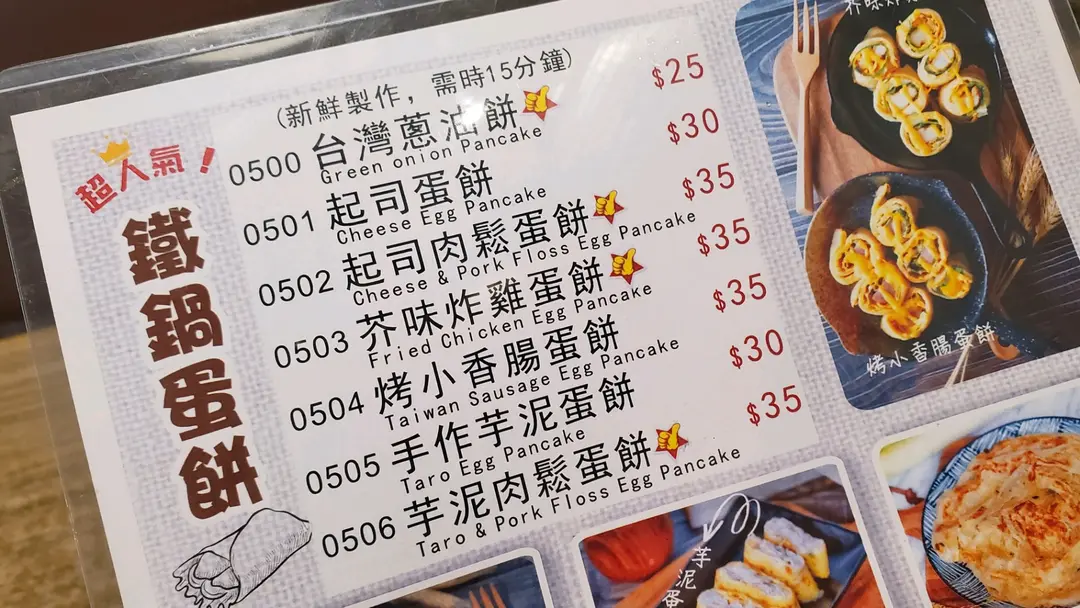 (新鮮製作，需時15分鐘)
超人氣！
鐵鍋蛋餅
0500 台灣蔥油餅 $25
Green onion Pancake
0501 起司蛋餅 $30
Cheese Egg Pancake
0502 起司肉鬆蛋餅 $35
Cheese & Pork Floss Egg Pancake
0503 芥味炸雞蛋餅 $35
Fried Chicken Egg Pancake
0504 烤小香腸蛋餅 $35
Taiwan Sausage Egg Pancake
0505 手作芋泥蛋餅 $30
Taro Egg Pancake
0506 芋泥肉鬆蛋餅 $35
Taro & Pork Floss Egg Pancake
芥味炸
烤小香腸蛋餅
芋泥蛋